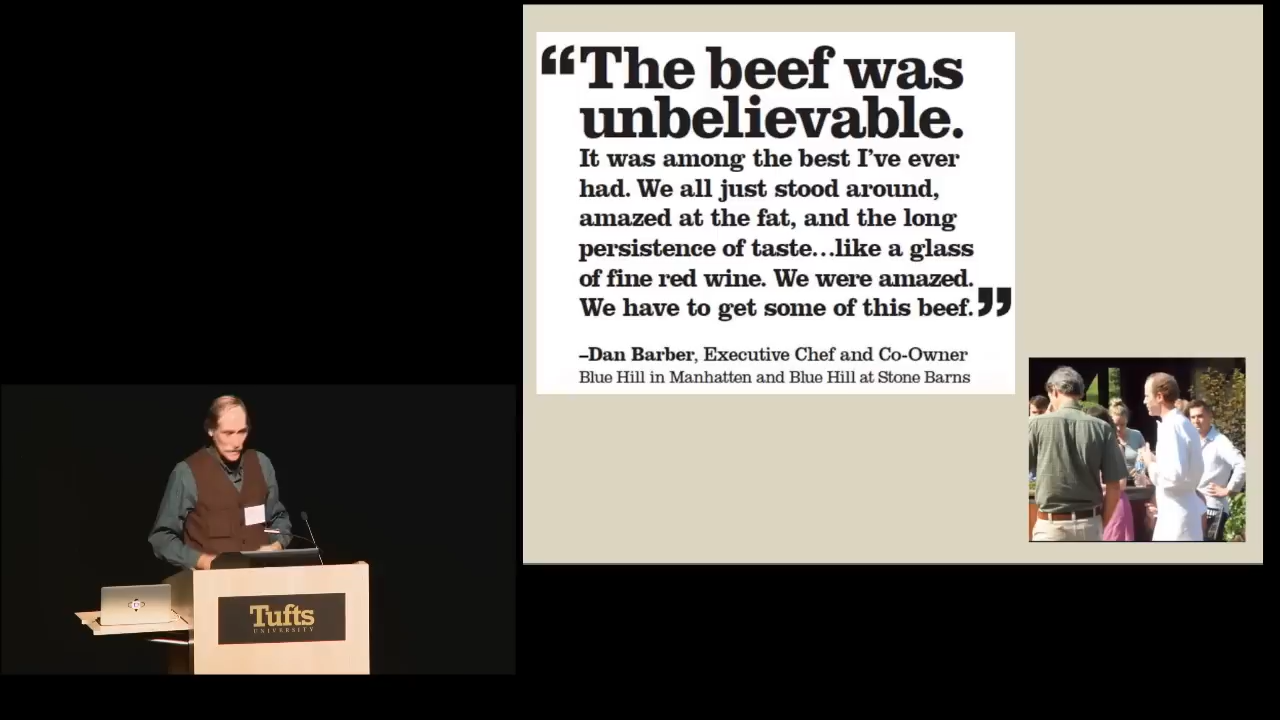 “The beef was
unbelievable.
It was among the best I’ve ever
had. We all just stood around,
amazed at the fat, and the long
persistence of taste…like a glass
of fine red wine. We were amazed.
We have to get some of this beef.”
–Dan Barber, Executive Chef and Co-Owner
Blue Hill in Manhatten and Blue Hill at Stone Barns
Tufts
UNIVERSITY